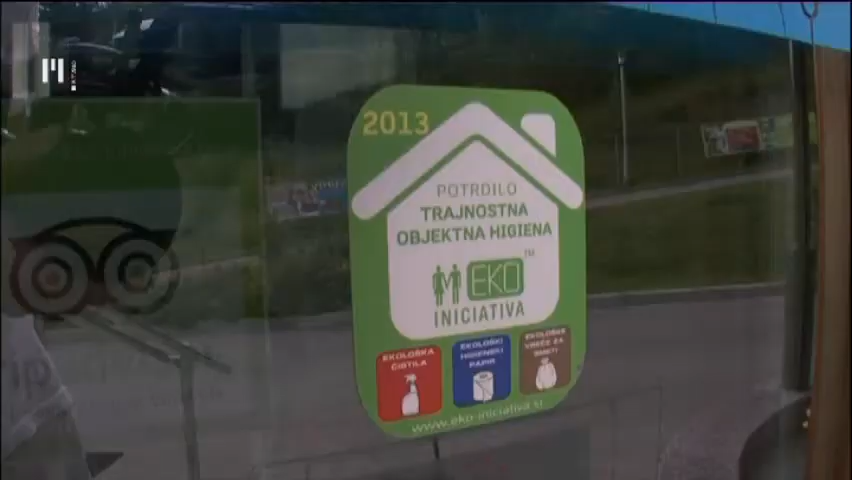 2013
POTRDILO
TRAJNOSTNA
OBJEKTNA HIGIENA
EKO™
INICIATIVA
EKOLOŠKA
ČISTILA
EKOLOŠKI
HIGIENSKI
PAPIR
EKOLOŠKE
VREČE ZA
SMETI
www.eko-iniciativa.si